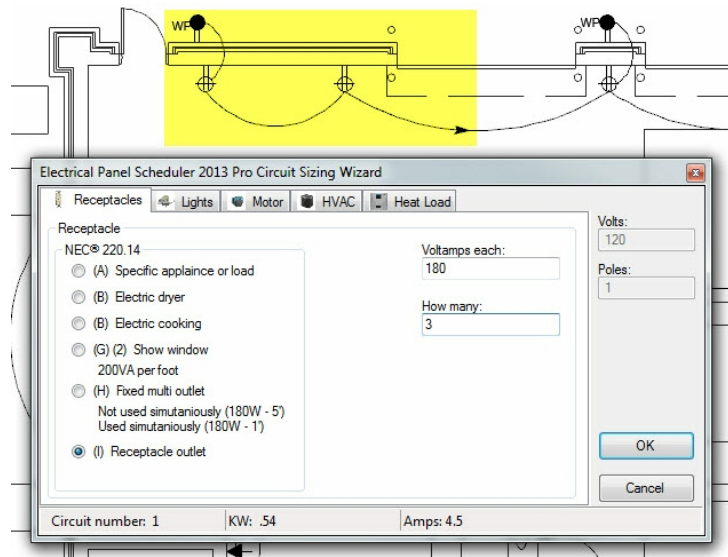 WP
WP
Electrical Panel Scheduler 2013 Pro Circuit Sizing Wizard
Receptacles
Lights
Motor
HVAC
Heat Load
Receptacle
NEC® 220.14
(A) Specific applaince or load
(B) Electric dryer
(B) Electric cooking
(G) (2) Show window
200VA per foot
(H) Fixed multi outlet
Not used simutaniously (180W - 5')
Used simutaniously (180W - 1')
(I) Receptacle outlet
Voltamps each:
180
How many:
3
Volts:
120
Poles:
1
OK
Cancel
Circuit number: 1
KW: .54
Amps: 4.5